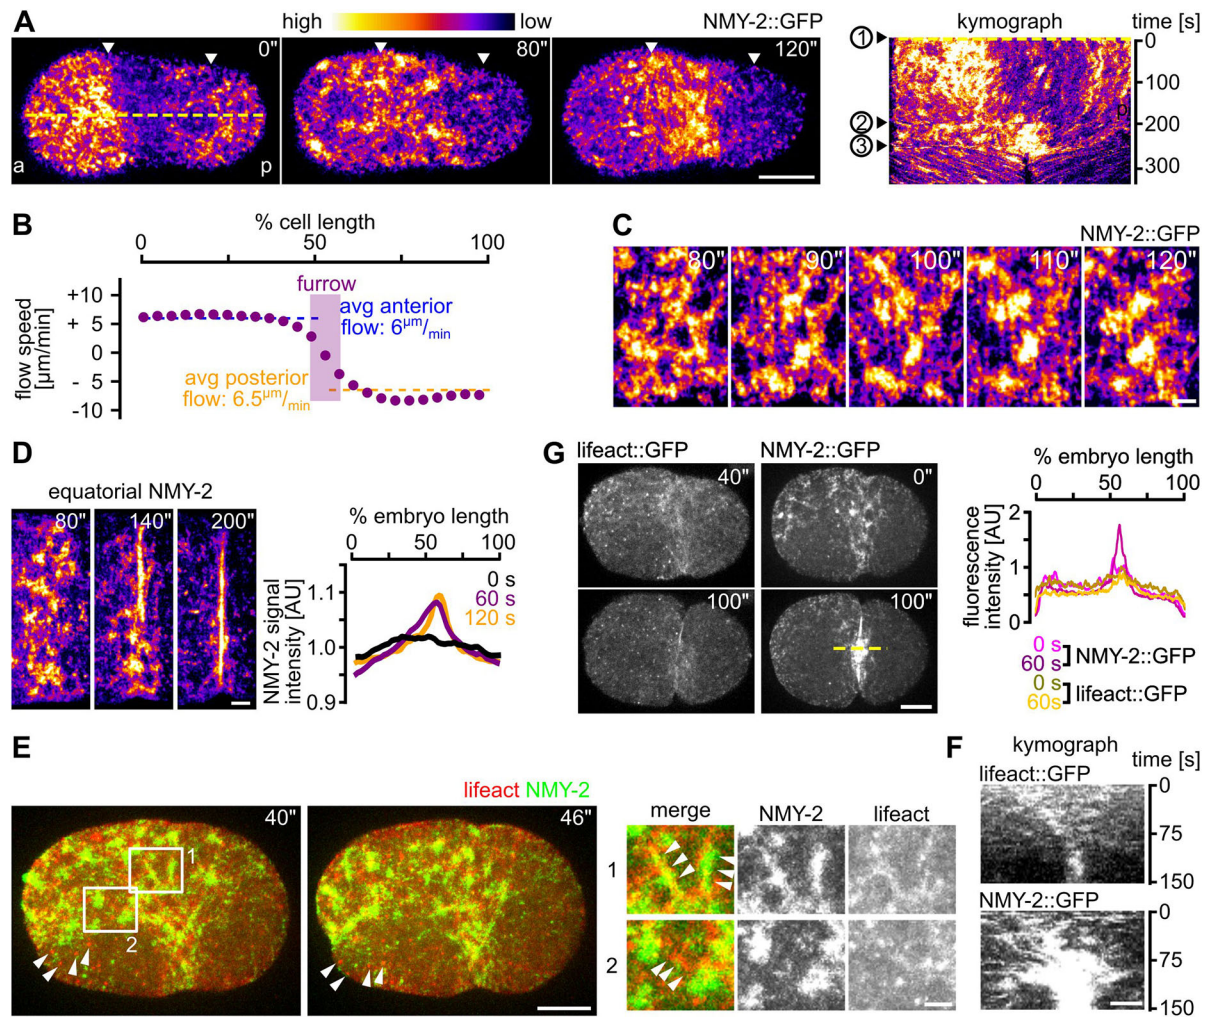 A
high
low
NMY-2::GFP
kymograph
time [s]
0"
80"
120"
a
p
1
2
3
p
0
100
200
300
B
% cell length
0
50
100
furrow
+10
+ 5
0
- 5
-10
flow speed
[µm/min]
avg anterior
flow: 6µm/min
avg posterior
flow: 6.5µm/min
C
NMY-2::GFP
80"
90"
100"
110"
120"
D
equatorial NMY-2
80"
140"
200"
% embryo length
0
50
100
NMY-2 signal
intensity [AU]
1.1
1.0
0.9
0 s
60 s
120 s
G
lifeact::GFP
NMY-2::GFP
40"
0"
100"
100"
% embryo length
0
50
100
fluorescence
intensity [AU]
2
1
0
0 s
60 s
NMY-2::GFP
0 s
60s
lifeact::GFP
E
lifeact NMY-2
40"
46"
1
2
merge
NMY-2
lifeact
1
2
F
kymograph
time [s]
lifeact::GFP
0
75
150
NMY-2::GFP
0
75
150